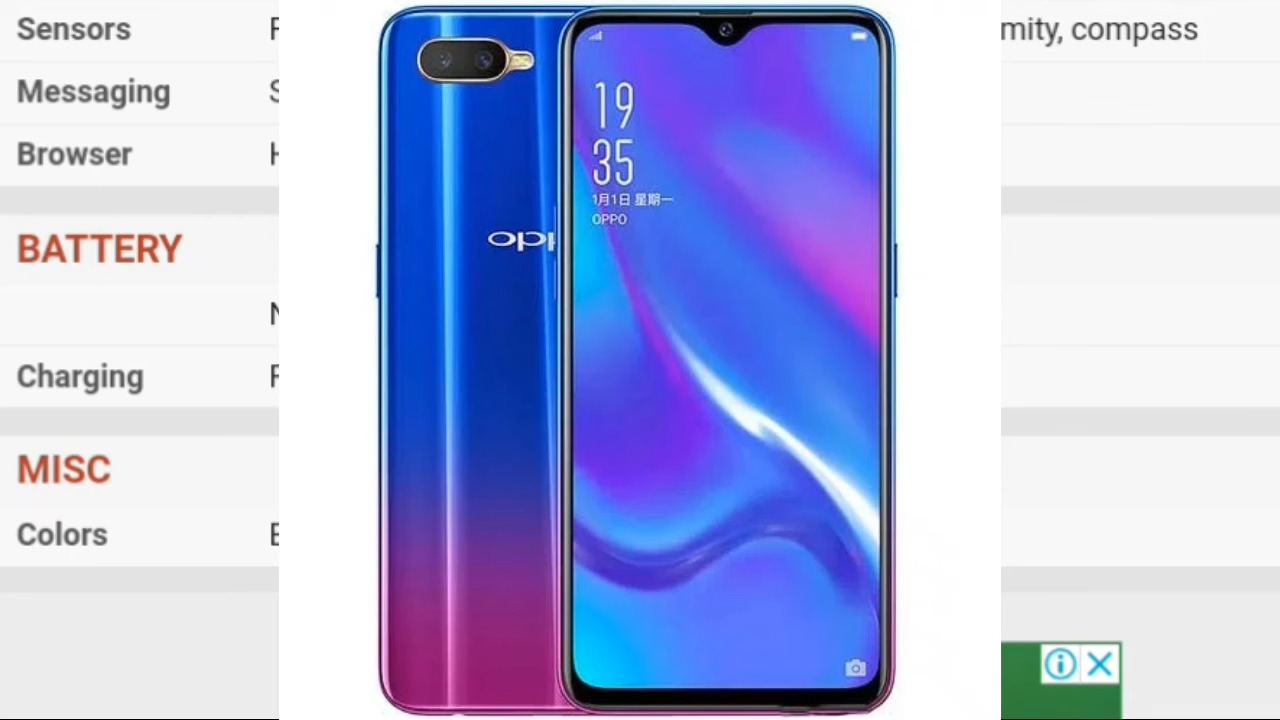 Sensors
mity, compass
Messaging
Browser
BATTERY
Charging
MISC
Colors
19
35
1月1日 星期一
OPPO